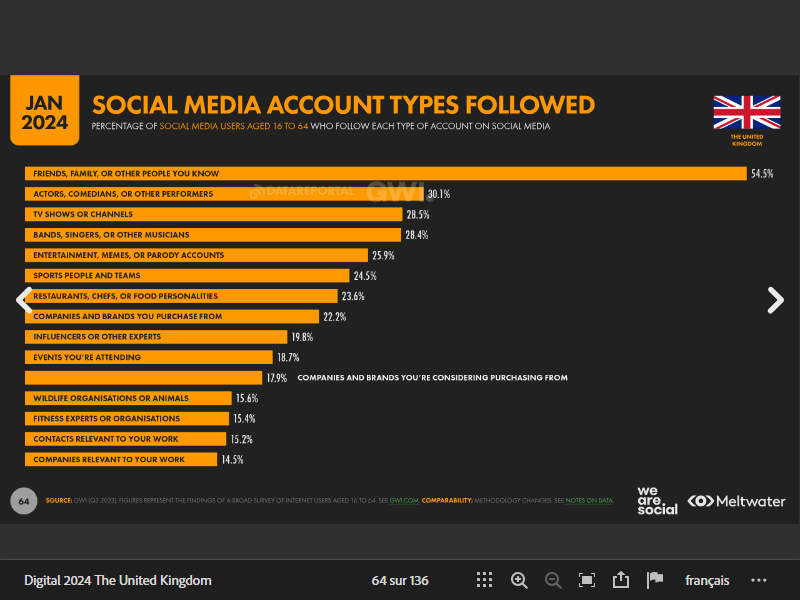 JAN
2024
SOCIAL MEDIA ACCOUNT TYPES FOLLOWED
PERCENTAGE OF SOCIAL MEDIA USERS AGED 16 TO 64 WHO FOLLOW EACH TYPE OF ACCOUNT ON SOCIAL MEDIA
THE UNITED
KINGDOM
FRIENDS, FAMILY, OR OTHER PEOPLE YOU KNOW 54.5%
ACTORS, COMEDIANS, OR OTHER PERFORMERS 30.1%
DATAREPORTAL GWI.
TV SHOWS OR CHANNELS 28.5%
BANDS, SINGERS, OR OTHER MUSICIANS 28.4%
ENTERTAINMENT, MEMES, OR PARODY ACCOUNTS 25.9%
SPORTS PEOPLE AND TEAMS 24.5%
RESTAURANTS, CHEFS, OR FOOD PERSONALITIES 23.6%
COMPANIES AND BRANDS YOU PURCHASE FROM 22.2%
INFLUENCERS OR OTHER EXPERTS 19.8%
EVENTS YOU'RE ATTENDING 18.7%
17.9% COMPANIES AND BRANDS YOU'RE CONSIDERING PURCHASING FROM
WILDLIFE ORGANISATIONS OR ANIMALS 15.6%
FITNESS EXPERTS OR ORGANISATIONS 15.4%
CONTACTS RELEVANT TO YOUR WORK 15.2%
COMPANIES RELEVANT TO YOUR WORK 14.5%
64
SOURCE: GWI (Q3 2023). FIGURES REPRESENT THE FINDINGS OF A BROAD SURVEY OF INTERNET USERS AGED 16 TO 64. SEE GWI.COM. COMPARABILITY: METHODOLOGY CHANGES. SEE NOTES ON DATA.
we
are.
social
Meltwater
Digital 2024 The United Kingdom
64 sur 136
français